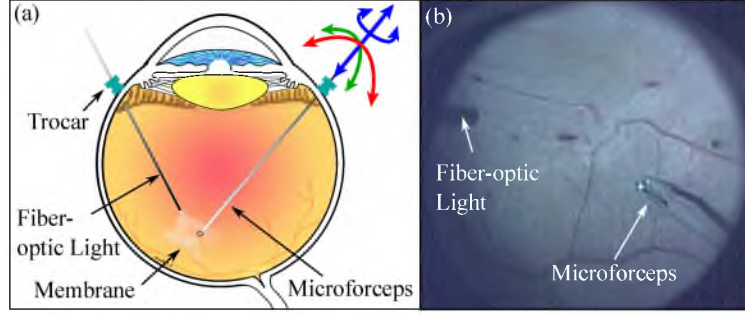 (a)
Trocar
Fiber-
optic Light
Membrane
Microforceps
(b)
Fiber-optic
Light
Microforceps